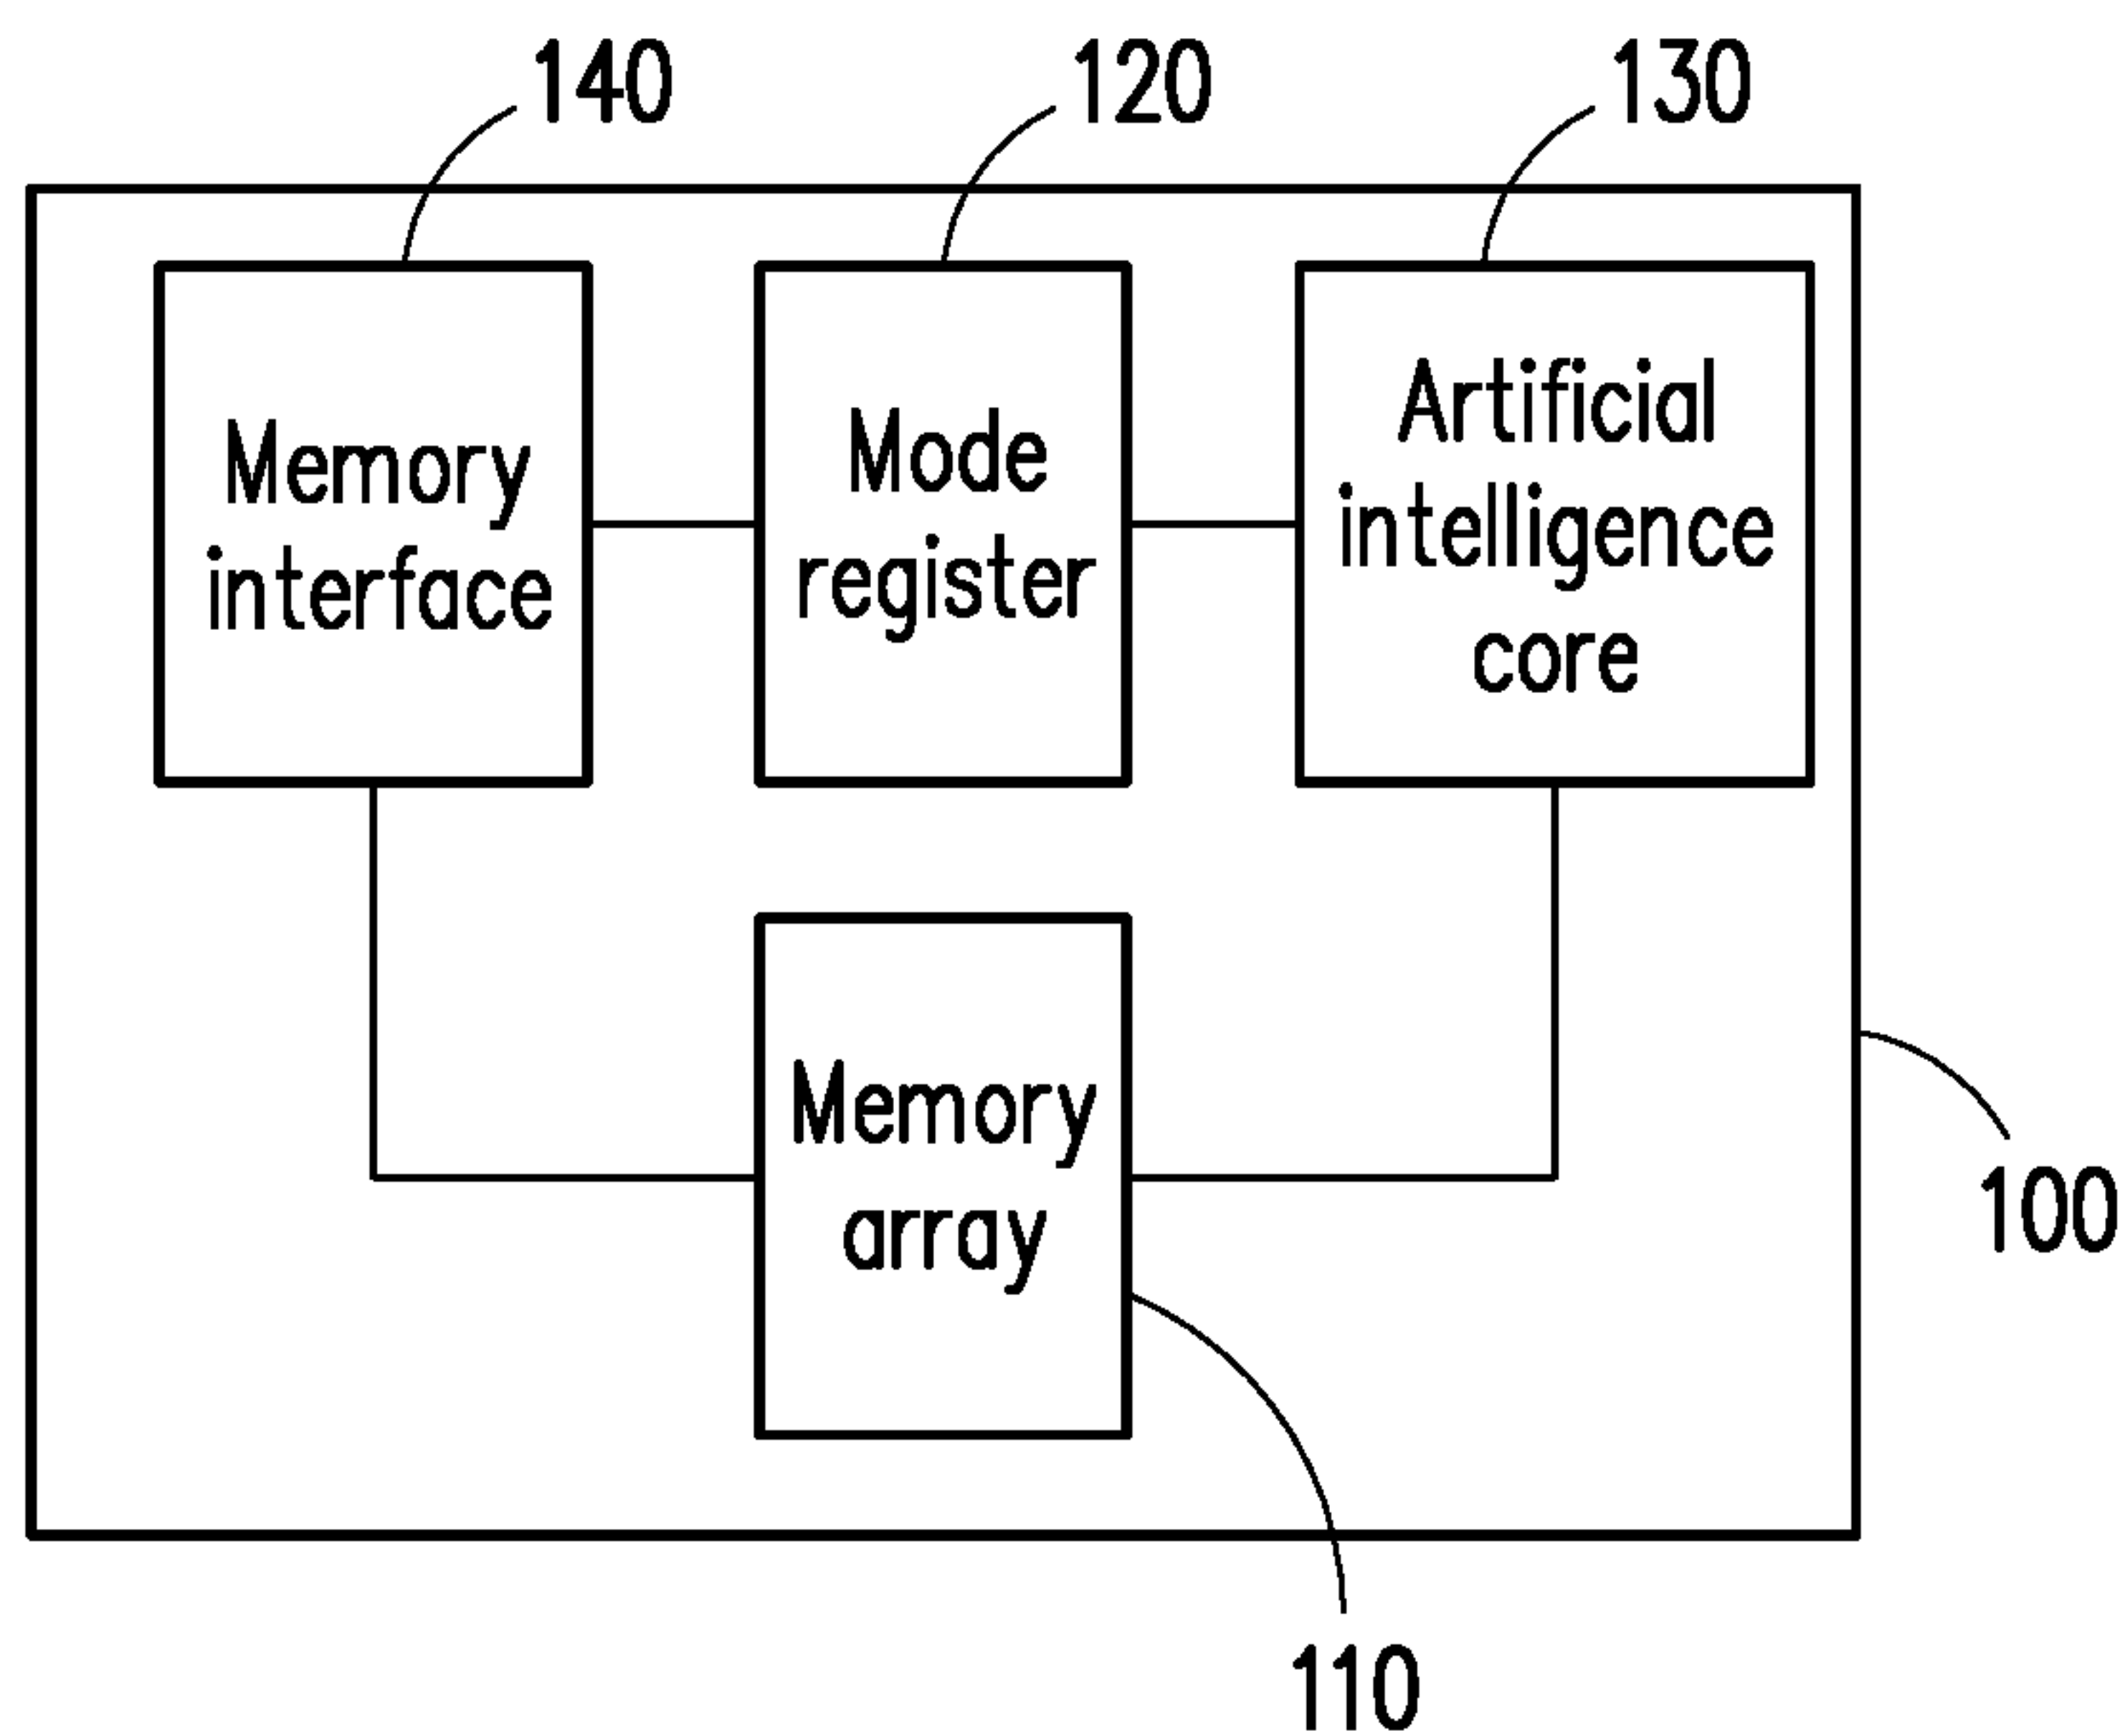 140
120
130
Memory
interface
Mode
register
Artificial
intelligence
core
Memory
array
100
110